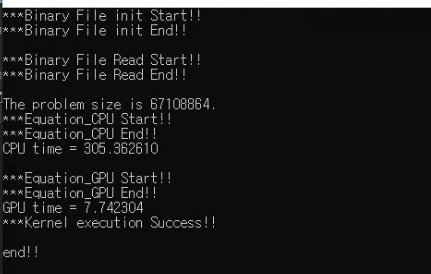 ***Binary File init Start!!
***Binary File init End!!
***Binary File Read Start!!
***Binary File Read End!!
The problem size is 67108864.
***Equation_CPU Start!!
***Equation_CPU End!!
CPU time = 305.362610
***Equation_GPU Start!!
***Equation_GPU End!!
GPU time = 7.742304
***Kernel execution Success!!
end!!